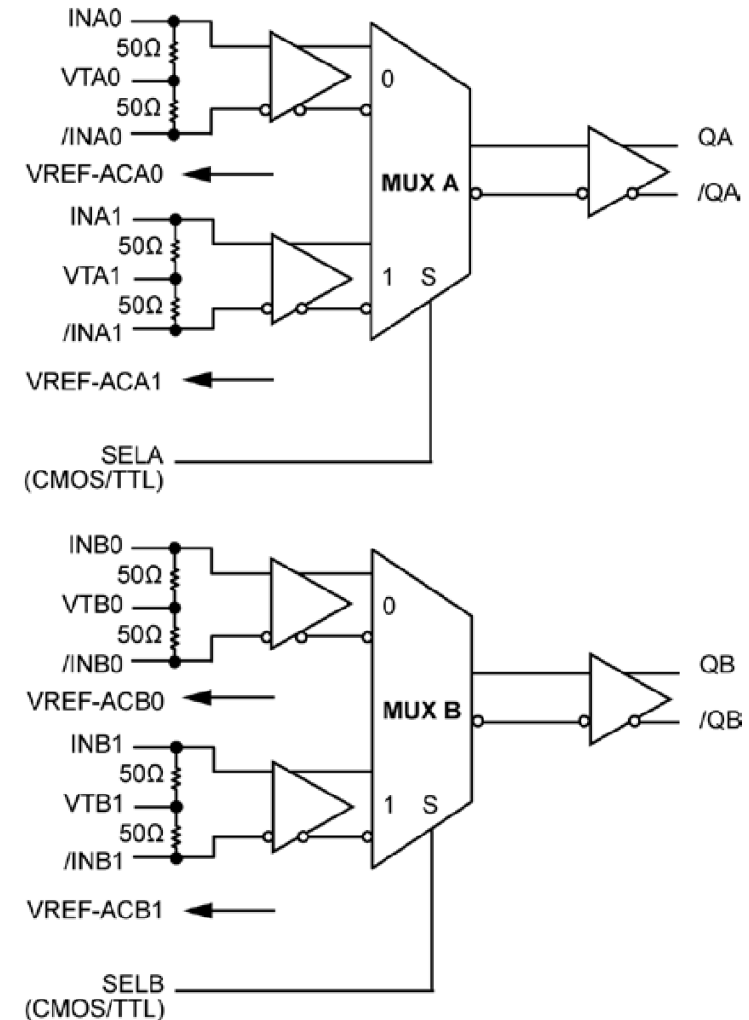 INA0
50Ω
VTA0
50Ω
/INA0
VREF-ACA0
INA1
50Ω
VTA1
50Ω
/INA1
VREF-ACA1
0
MUX A
1 S
QA
/QA
SELA
(CMOS/TTL)
INB0
50Ω
VTB0
50Ω
/INB0
VREF-ACB0
INB1
50Ω
VTB1
50Ω
/INB1
VREF-ACB1
0
MUX B
1 S
QB
/QB
SELB
(CMOS/TTL)